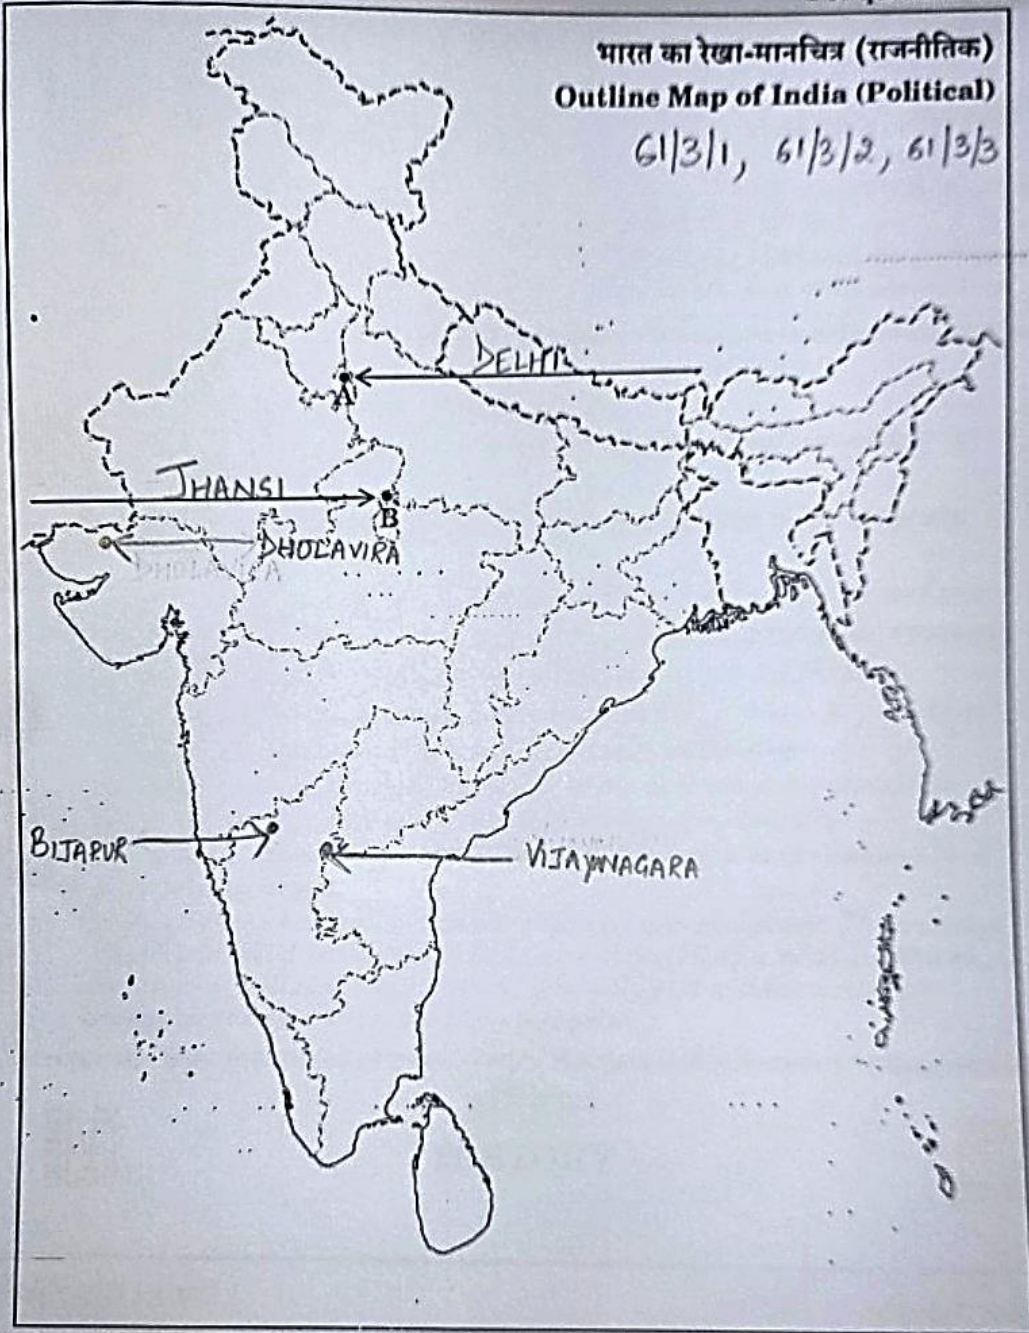 भारत का रेखा-मानचित्र (राजनीतिक)
Outline Map of India (Political)
61/3/1, 61/3/2, 61/3/3
DELHI
A
JHANSI
B
DHOLAVIRA
BIJAPUR
VIJAYNAGARA